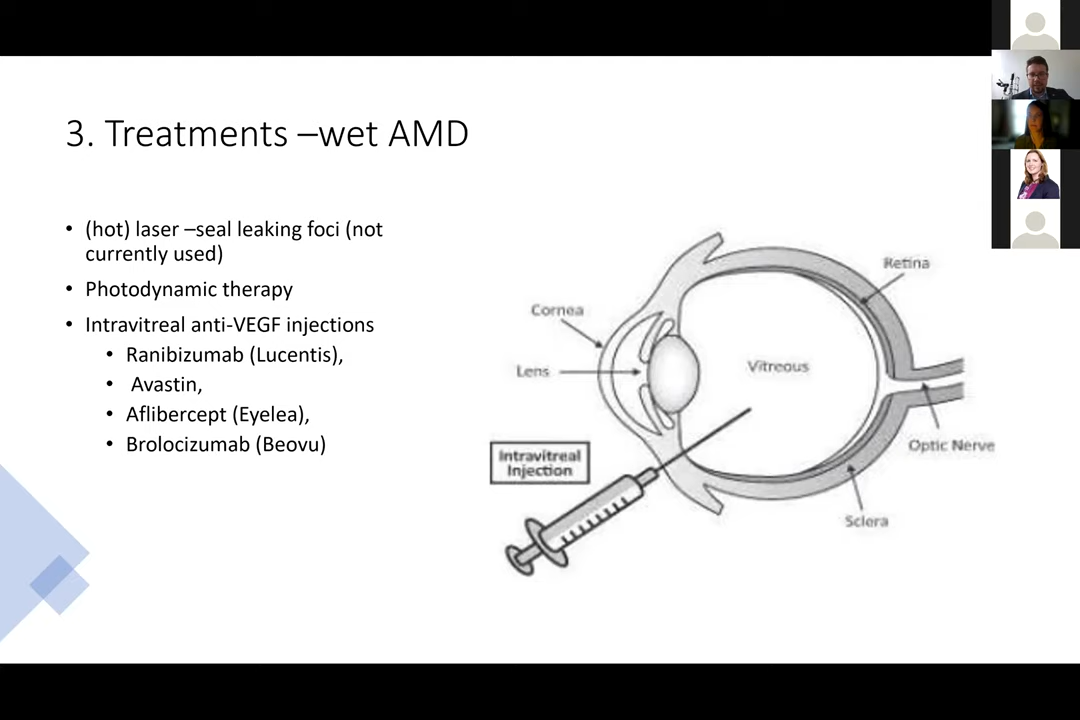 3. Treatments –wet AMD
• (hot) laser –seal leaking foci (not
currently used)
• Photodynamic therapy
• Intravitreal anti-VEGF injections
• Ranibizumab (Lucentis),
• Avastin,
• Aflibercept (Eyelea),
• Brolocizumab (Beovu)
Retina
Cornea
Lens
Vitreous
Optic Nerve
Intravitreal
Injection
Sclera